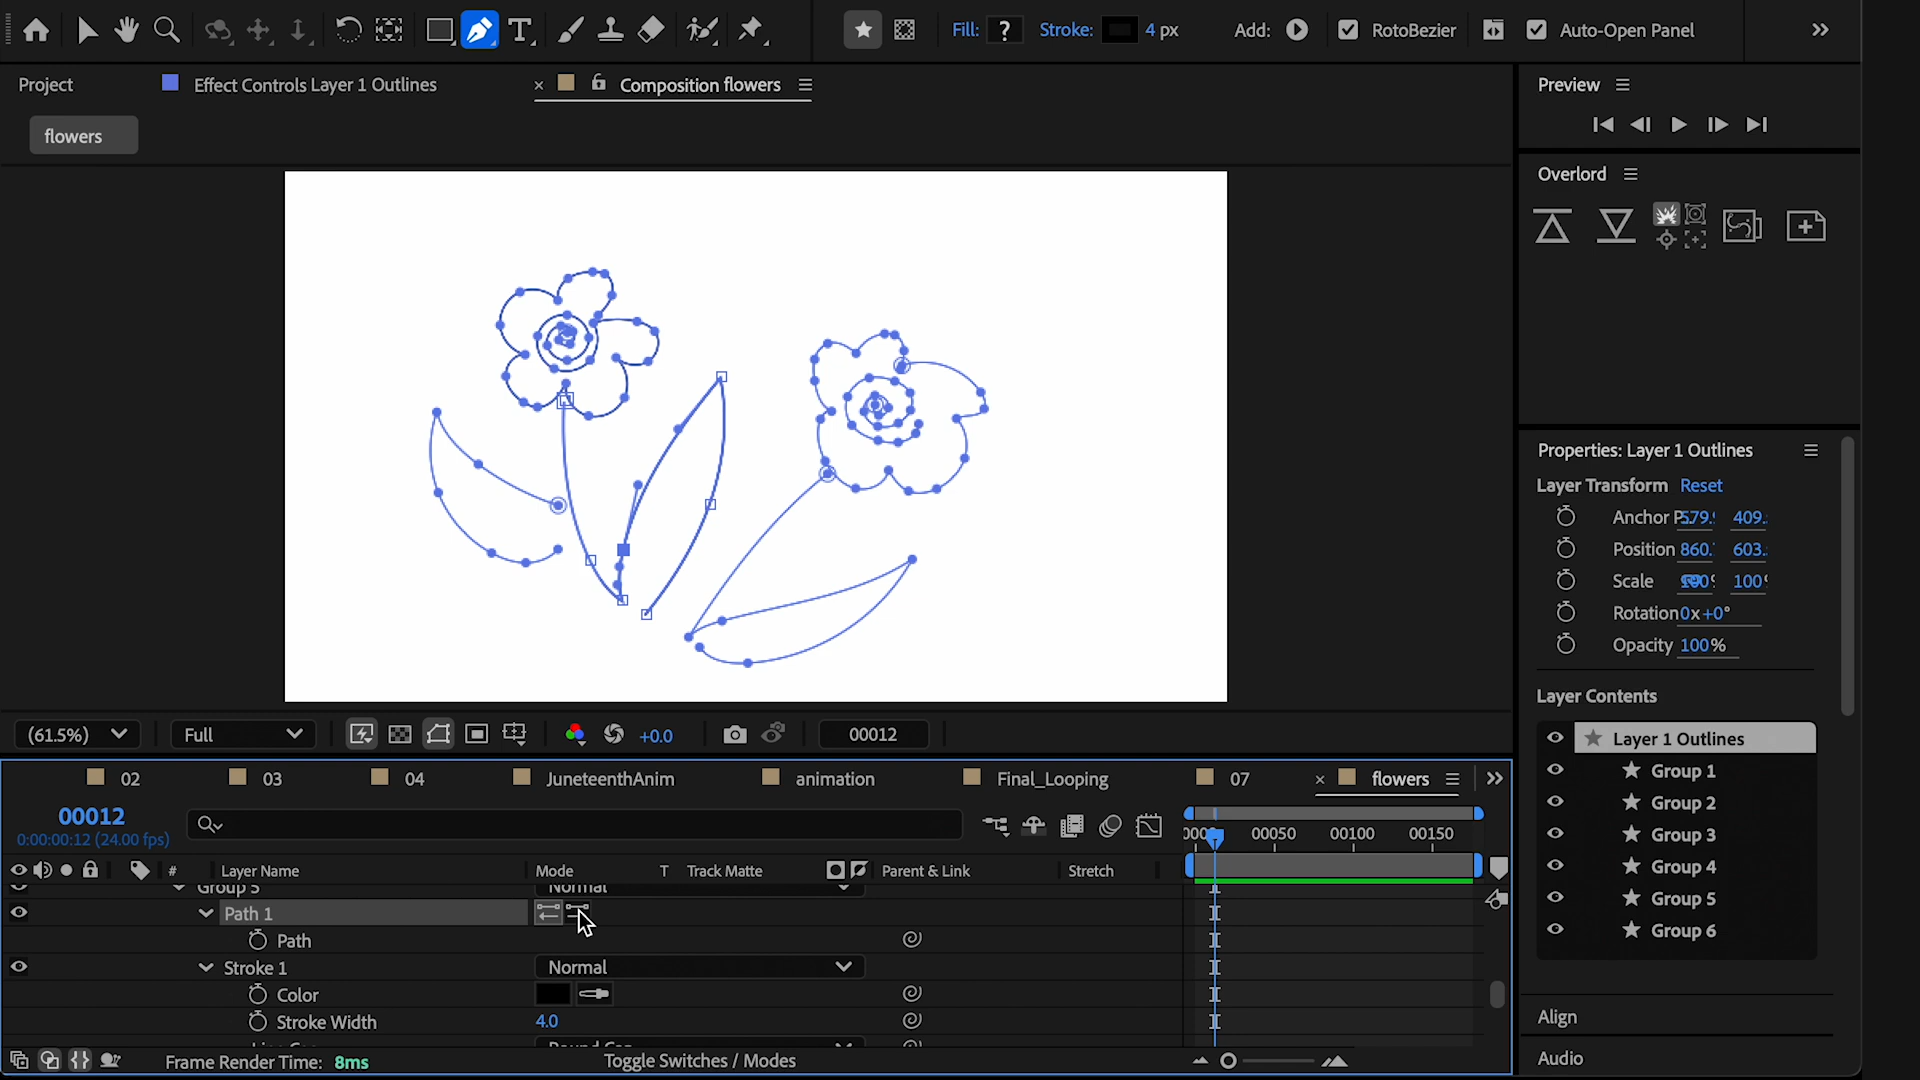 Fill: ? Stroke: 4 px Add: RotoBezier Auto-Open Panel
Project Effect Controls Layer 1 Outlines × Composition flowers Preview
flowers
Overlord
Properties: Layer 1 Outlines
Layer Transform Reset
Anchor P.. 409.
Position 860. 603.
Scale 100%
Rotation 0x+0°
Opacity 100%
Layer Contents
Layer 1 Outlines
Group 1
Group 2
Group 3
Group 4
Group 5
Group 6
Align
Audio
(61.5%) Full +0.0 00012
02 03 04 JuneteenthAnim animation Final_Looping 07 × flowers
00012
0:00:00:12 (24.00 fps)
00050 00100 00150
# Layer Name Mode T Track Matte Parent & Link Stretch
Group 5 Normal
Path 1
Path
Stroke 1 Normal
Color
Stroke Width 4.0
Frame Render Time: 8ms Toggle Switches / Modes